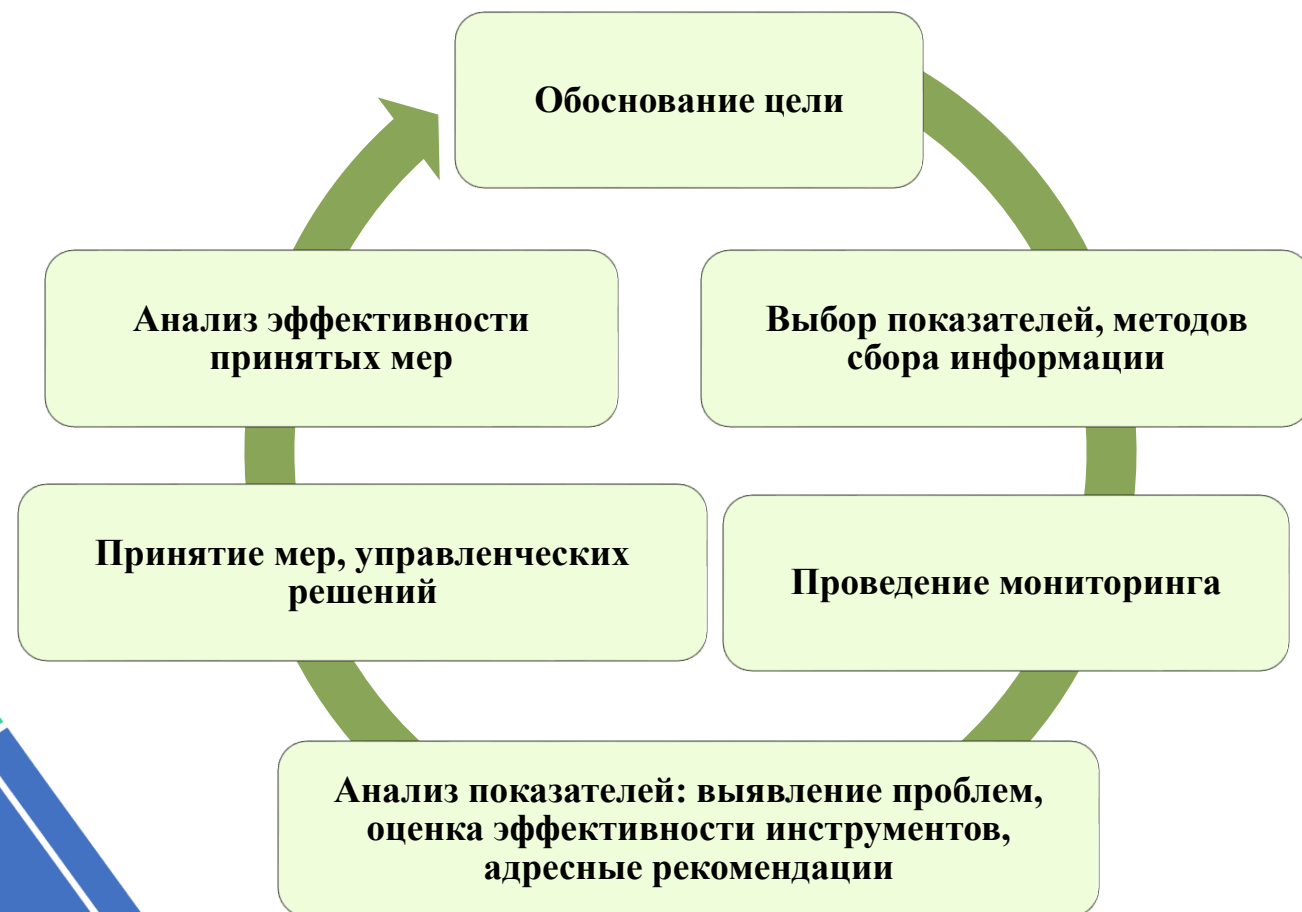 Обоснование цели
Выбор показателей, методов
сбора информации
Проведение мониторинга
Анализ показателей: выявление проблем,
оценка эффективности инструментов,
адресные рекомендации
Принятие мер, управленческих
решений
Анализ эффективности
принятых мер